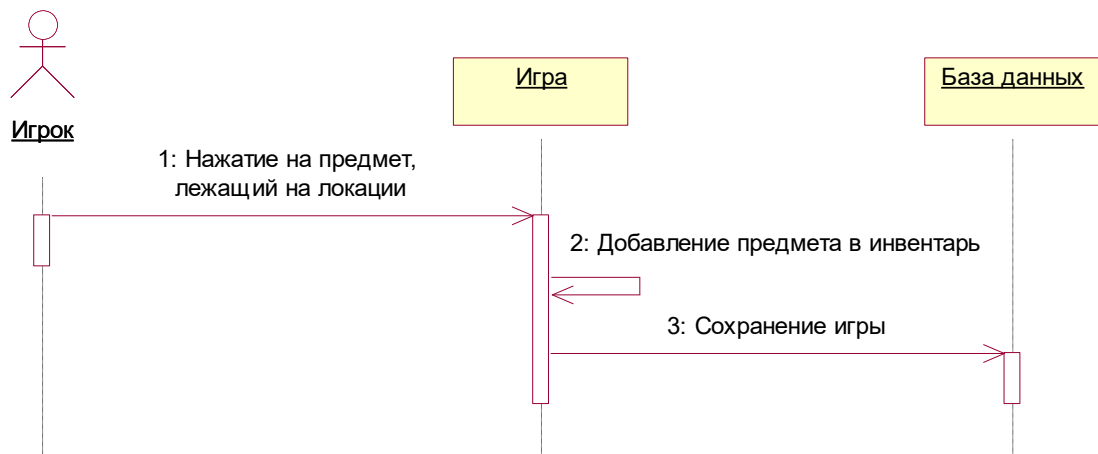 Игрок
Игра
База данных
1: Нажатие на предмет,
лежащий на локации
2: Добавление предмета в инвентарь
3: Сохранение игры